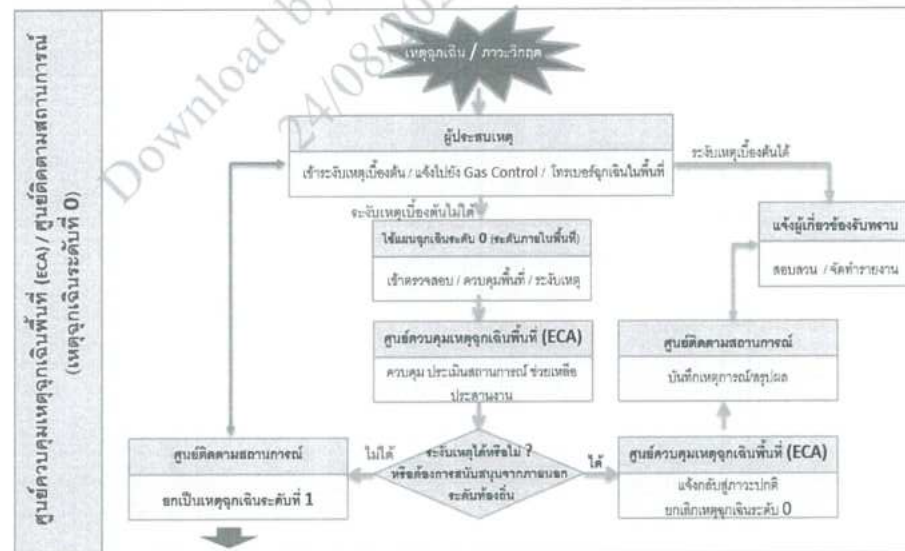 ศูนย์ควบคุมเหตุฉุกเฉินพื้นที่ (ECA) / ศูนย์ติดตามสถานการณ์
(เหตุฉุกเฉินระดับที่ 0)
Download by
24/08/20
เหตุฉุกเฉิน / ภาวะวิกฤต
ผู้ประสบเหตุ
เข้าระงับเหตุเบื้องต้น / แจ้งไปยัง Gas Control / โทรเบอร์ฉุกเฉินในพื้นที่
ระงับเหตุเบื้องต้นได้
ระงับเหตุเบื้องต้นไม่ได้
แจ้งผู้เกี่ยวข้องรับทราบ
สอบสวน / จัดทำรายงาน
ใช้แผนฉุกเฉินระดับ 0 (ระดับภายในพื้นที่)
เข้าตรวจสอบ / ควบคุมพื้นที่ / ระงับเหตุ
ศูนย์ควบคุมเหตุฉุกเฉินพื้นที่ (ECA)
ควบคุม ประเมินสถานการณ์ ช่วยเหลือ
ประสานงาน
ศูนย์ติดตามสถานการณ์
บันทึกเหตุการณ์/สรุปผล
ระงับเหตุได้หรือไม่ ?
หรือต้องการสนับสนุนจากภายนอก
ระดับท้องถิ่น
ไม่ได้
ได้
ศูนย์ติดตามสถานการณ์
ยกเป็นเหตุฉุกเฉินระดับที่ 1
ศูนย์ควบคุมเหตุฉุกเฉินพื้นที่ (ECA)
แจ้งกลับสู่ภาวะปกติ
ยกเลิกเหตุฉุกเฉินระดับ 0